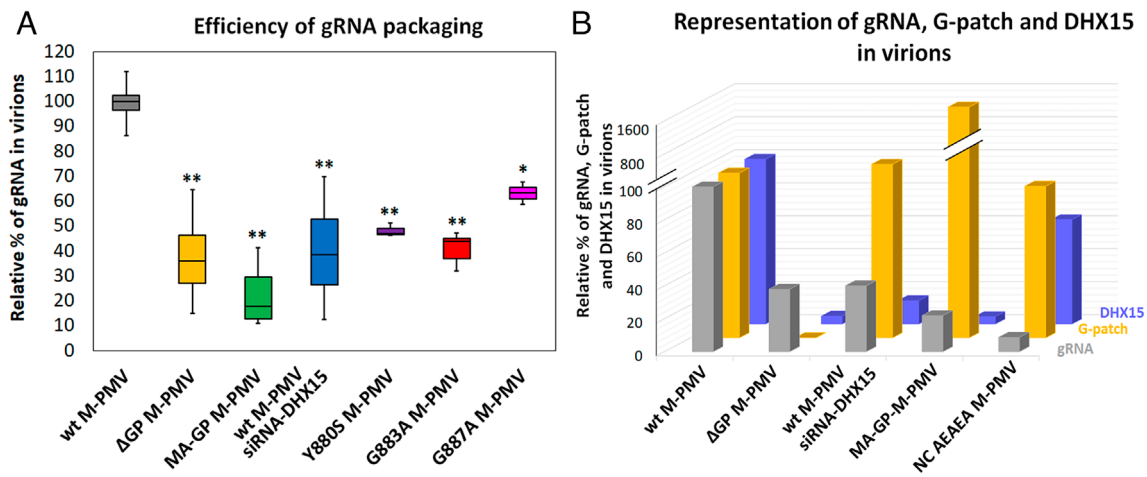 A
Efficiency of gRNA packaging
Relative % of gRNA in virions
120
110
100
90
80
70
60
50
40
30
20
10
0
**
**
**
**
**
*
wt M-PMV
ΔGP M-PMV
MA-GP M-PMV
wt M-PMV
siRNA-DHX15
Y880S M-PMV
G883A M-PMV
G887A M-PMV
B
Representation of gRNA, G-patch and DHX15
in virions
Relative % of gRNA, G-patch
and DHX15 in virions
1600
800
100
80
60
40
20
0
DHX15
G-patch
gRNA
wt M-PMV
ΔGP M-PMV
wt M-PMV
siRNA-DHX15
MA-GP-M-PMV
NC AEAEA M-PMV